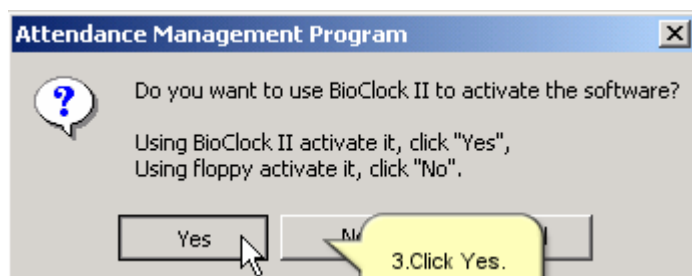 Attendance Management Program
Do you want to use BioClock II to activate the software?
Using BioClock II activate it, click "Yes",
Using floppy activate it, click "No".
Yes
3.Click Yes.